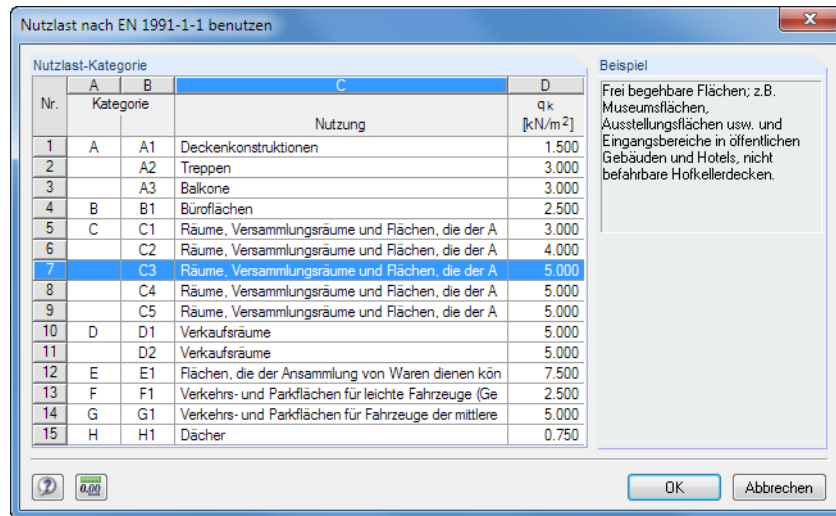 Nutzlast nach EN 1991-1-1 benutzen
x
Nutzlast-Kategorie
A B C D
Nr. Kategorie Nutzung qk [kN/m²]
1 A A1 Deckenkonstruktionen 1.500
2 A2 Treppen 3.000
3 A3 Balkone 3.000
4 B B1 Büroflächen 2.500
5 C C1 Räume, Versammlungsräume und Flächen, die der A 3.000
6 C2 Räume, Versammlungsräume und Flächen, die der A 4.000
7 C3 Räume, Versammlungsräume und Flächen, die der A 5.000
8 C4 Räume, Versammlungsräume und Flächen, die der A 5.000
9 C5 Räume, Versammlungsräume und Flächen, die der A 5.000
10 D D1 Verkaufsräume 5.000
11 D2 Verkaufsräume 5.000
12 E E1 Flächen, die der Ansammlung von Waren dienen kön 7.500
13 F F1 Verkehrs- und Parkflächen für leichte Fahrzeuge (Ge 2.500
14 G G1 Verkehrs- und Parkflächen für Fahrzeuge der mittlere 5.000
15 H H1 Dächer 0.750
Beispiel
Frei begehbare Flächen; z.B.
Museumsflächen,
Ausstellungsflächen usw. und
Eingangsbereiche in öffentlichen
Gebäuden und Hotels, nicht
befahrbare Hofkellerdecken.
?
0.00
OK
Abbrechen